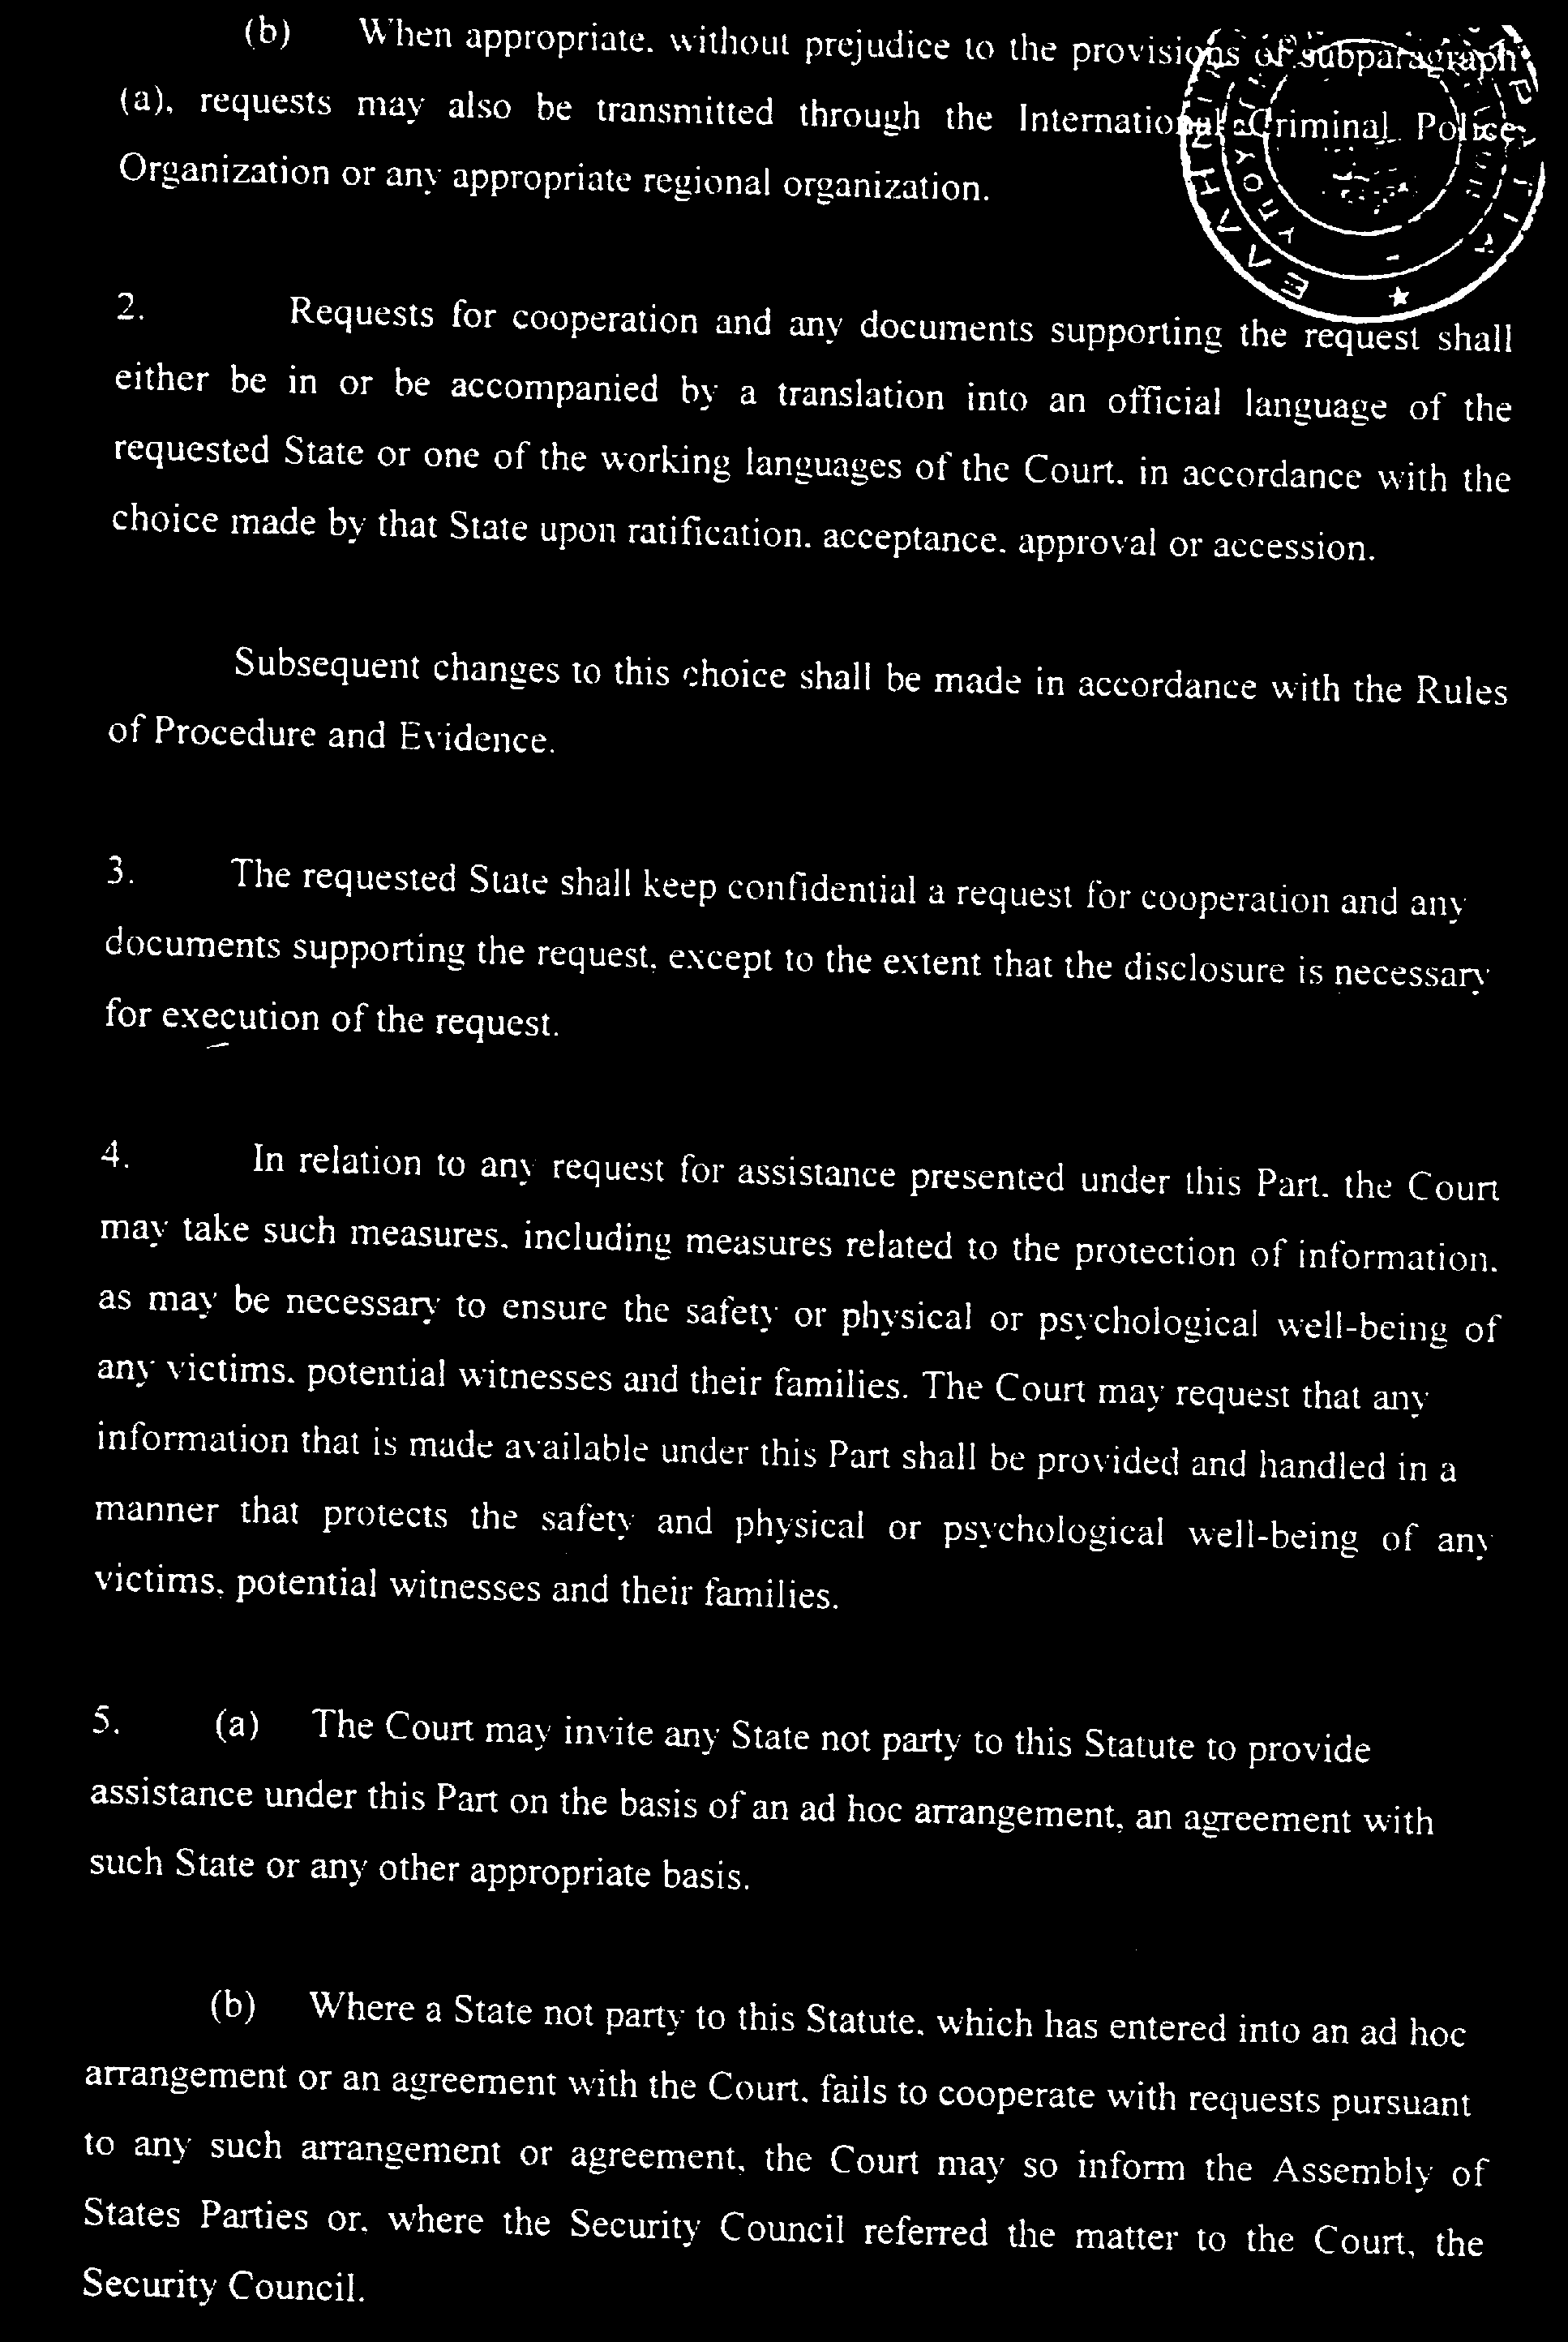 (b) When appropriate, without prejudice to the provisions of subparagraph
(a), requests may also be transmitted through the International Criminal Police
Organization or any appropriate regional organization.
2. Requests for cooperation and any documents supporting the request shall
either be in or be accompanied by a translation into an official language of the
requested State or one of the working languages of the Court, in accordance with the
choice made by that State upon ratification, acceptance, approval or accession.
Subsequent changes to this choice shall be made in accordance with the Rules
of Procedure and Evidence.
3. The requested State shall keep confidential a request for cooperation and any
documents supporting the request, except to the extent that the disclosure is necessary
for execution of the request.
4. In relation to any request for assistance presented under this Part, the Court
may take such measures, including measures related to the protection of information,
as may be necessary to ensure the safety or physical or psychological well-being of
any victims, potential witnesses and their families. The Court may request that any
information that is made available under this Part shall be provided and handled in a
manner that protects the safety and physical or psychological well-being of any
victims, potential witnesses and their families.
5. (a) The Court may invite any State not party to this Statute to provide
assistance under this Part on the basis of an ad hoc arrangement, an agreement with
such State or any other appropriate basis.
(b) Where a State not party to this Statute, which has entered into an ad hoc
arrangement or an agreement with the Court, fails to cooperate with requests pursuant
to any such arrangement or agreement, the Court may so inform the Assembly of
States Parties or, where the Security Council referred the matter to the Court, the
Security Council.